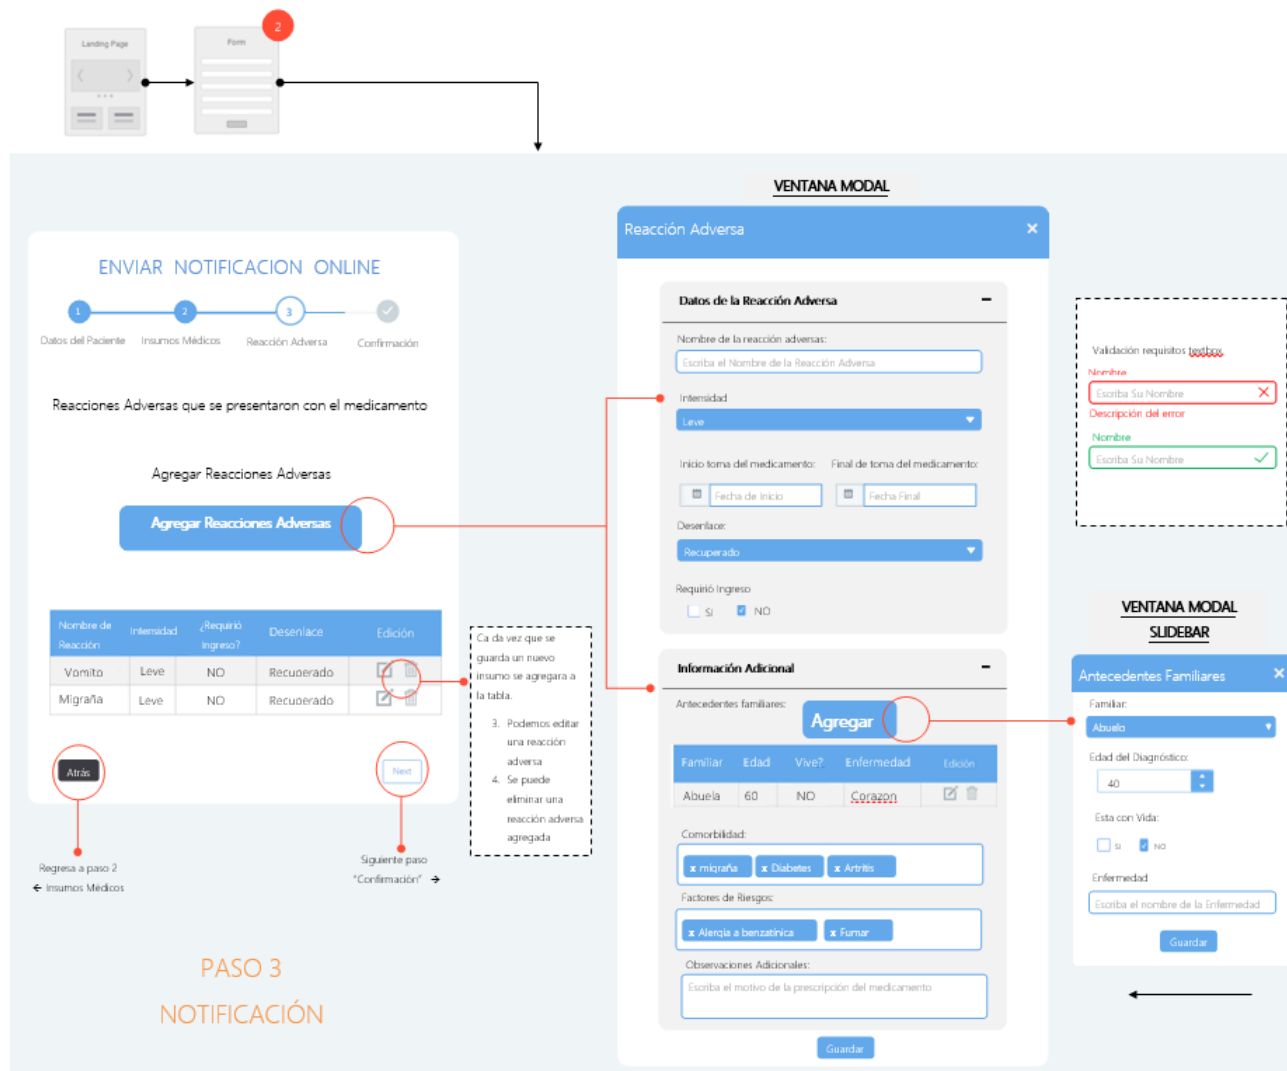 Landing Page
Form
2
VENTANA MODAL
Reacción Adversa
ENVIAR NOTIFICACION ONLINE
1
2
3
Datos del Paciente
Insumos Médicos
Reacción Adversa
Confirmación
Reacciones Adversas que se presentaron con el medicamento
Agregar Reacciones Adversas
Agregar Reacciones Adversas
Nombre de Reacción
Intensidad
¿Requirió Ingreso?
Desenlace
Edición
Vomito
Leve
NO
Recuperado
Migraña
Leve
NO
Recuperado
Atrás
Next
Regresa a paso 2
← Insumos Médicos
Siguiente paso
"Confirmación" →
Ca da vez que se
guarda un nuevo
insumo se agregara a
la tabla.
3. Podemos editar
una reacción
adversa
4. Se puede
eliminar una
reacción adversa
agregada
PASO 3
NOTIFICACIÓN
Datos de la Reacción Adversa
Nombre de la reacción adversas:
Escriba el Nombre de la Reacción Adversa
Intensidad
Leve
Inicio toma del medicamento:
Final de toma del medicamento:
Fecha de Inicio
Fecha Final
Desenlace:
Recuperado
Requirió Ingreso
SI
NO
Información Adicional
Antecedentes familiares:
Agregar
Familiar
Edad
Vive?
Enfermedad
Edición
Abuela
60
NO
Corazon
Comorbilidad:
x migraña
x Diabetes
x Artritis
Factores de Riesgos:
x Alergia a benzatínica
x Fumar
Observaciones Adicionales:
Escriba el motivo de la prescripción del medicamento
Guardar
Validación requisitos textbox
Nombre
Escriba Su Nombre
Descripción del error
Nombre
Escriba Su Nombre
VENTANA MODAL
SLIDEBAR
Antecedentes Familiares
Familiar:
Abuelo
Edad del Diagnóstico:
40
Esta con Vida:
SI
NO
Enfermedad
Escriba el nombre de la Enfermedad
Guardar